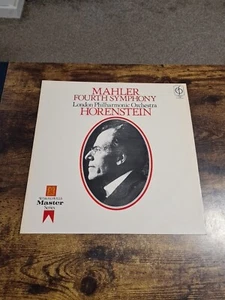 MAHLER
FOURTH SYMPHONY
London Philharmonic Orchestra
HORENSTEIN
Master
Series